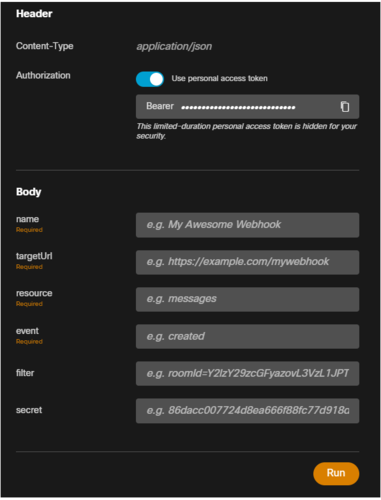 Header
Content-Type application/json
Authorization Use personal access token
Bearer ••••••••••••••••••••••••••••
This limited-duration personal access token is hidden for your
security.
Body
name e.g. My Awesome Webhook
Required
targetUrl e.g. https://example.com/mywebhook
Required
resource e.g. messages
Required
event e.g. created
Required
filter e.g. roomId=Y2lzY29zcGFyazovL3VzL1JPT
secret e.g. 86dacc007724d8ea666f88fc77d918d
Run